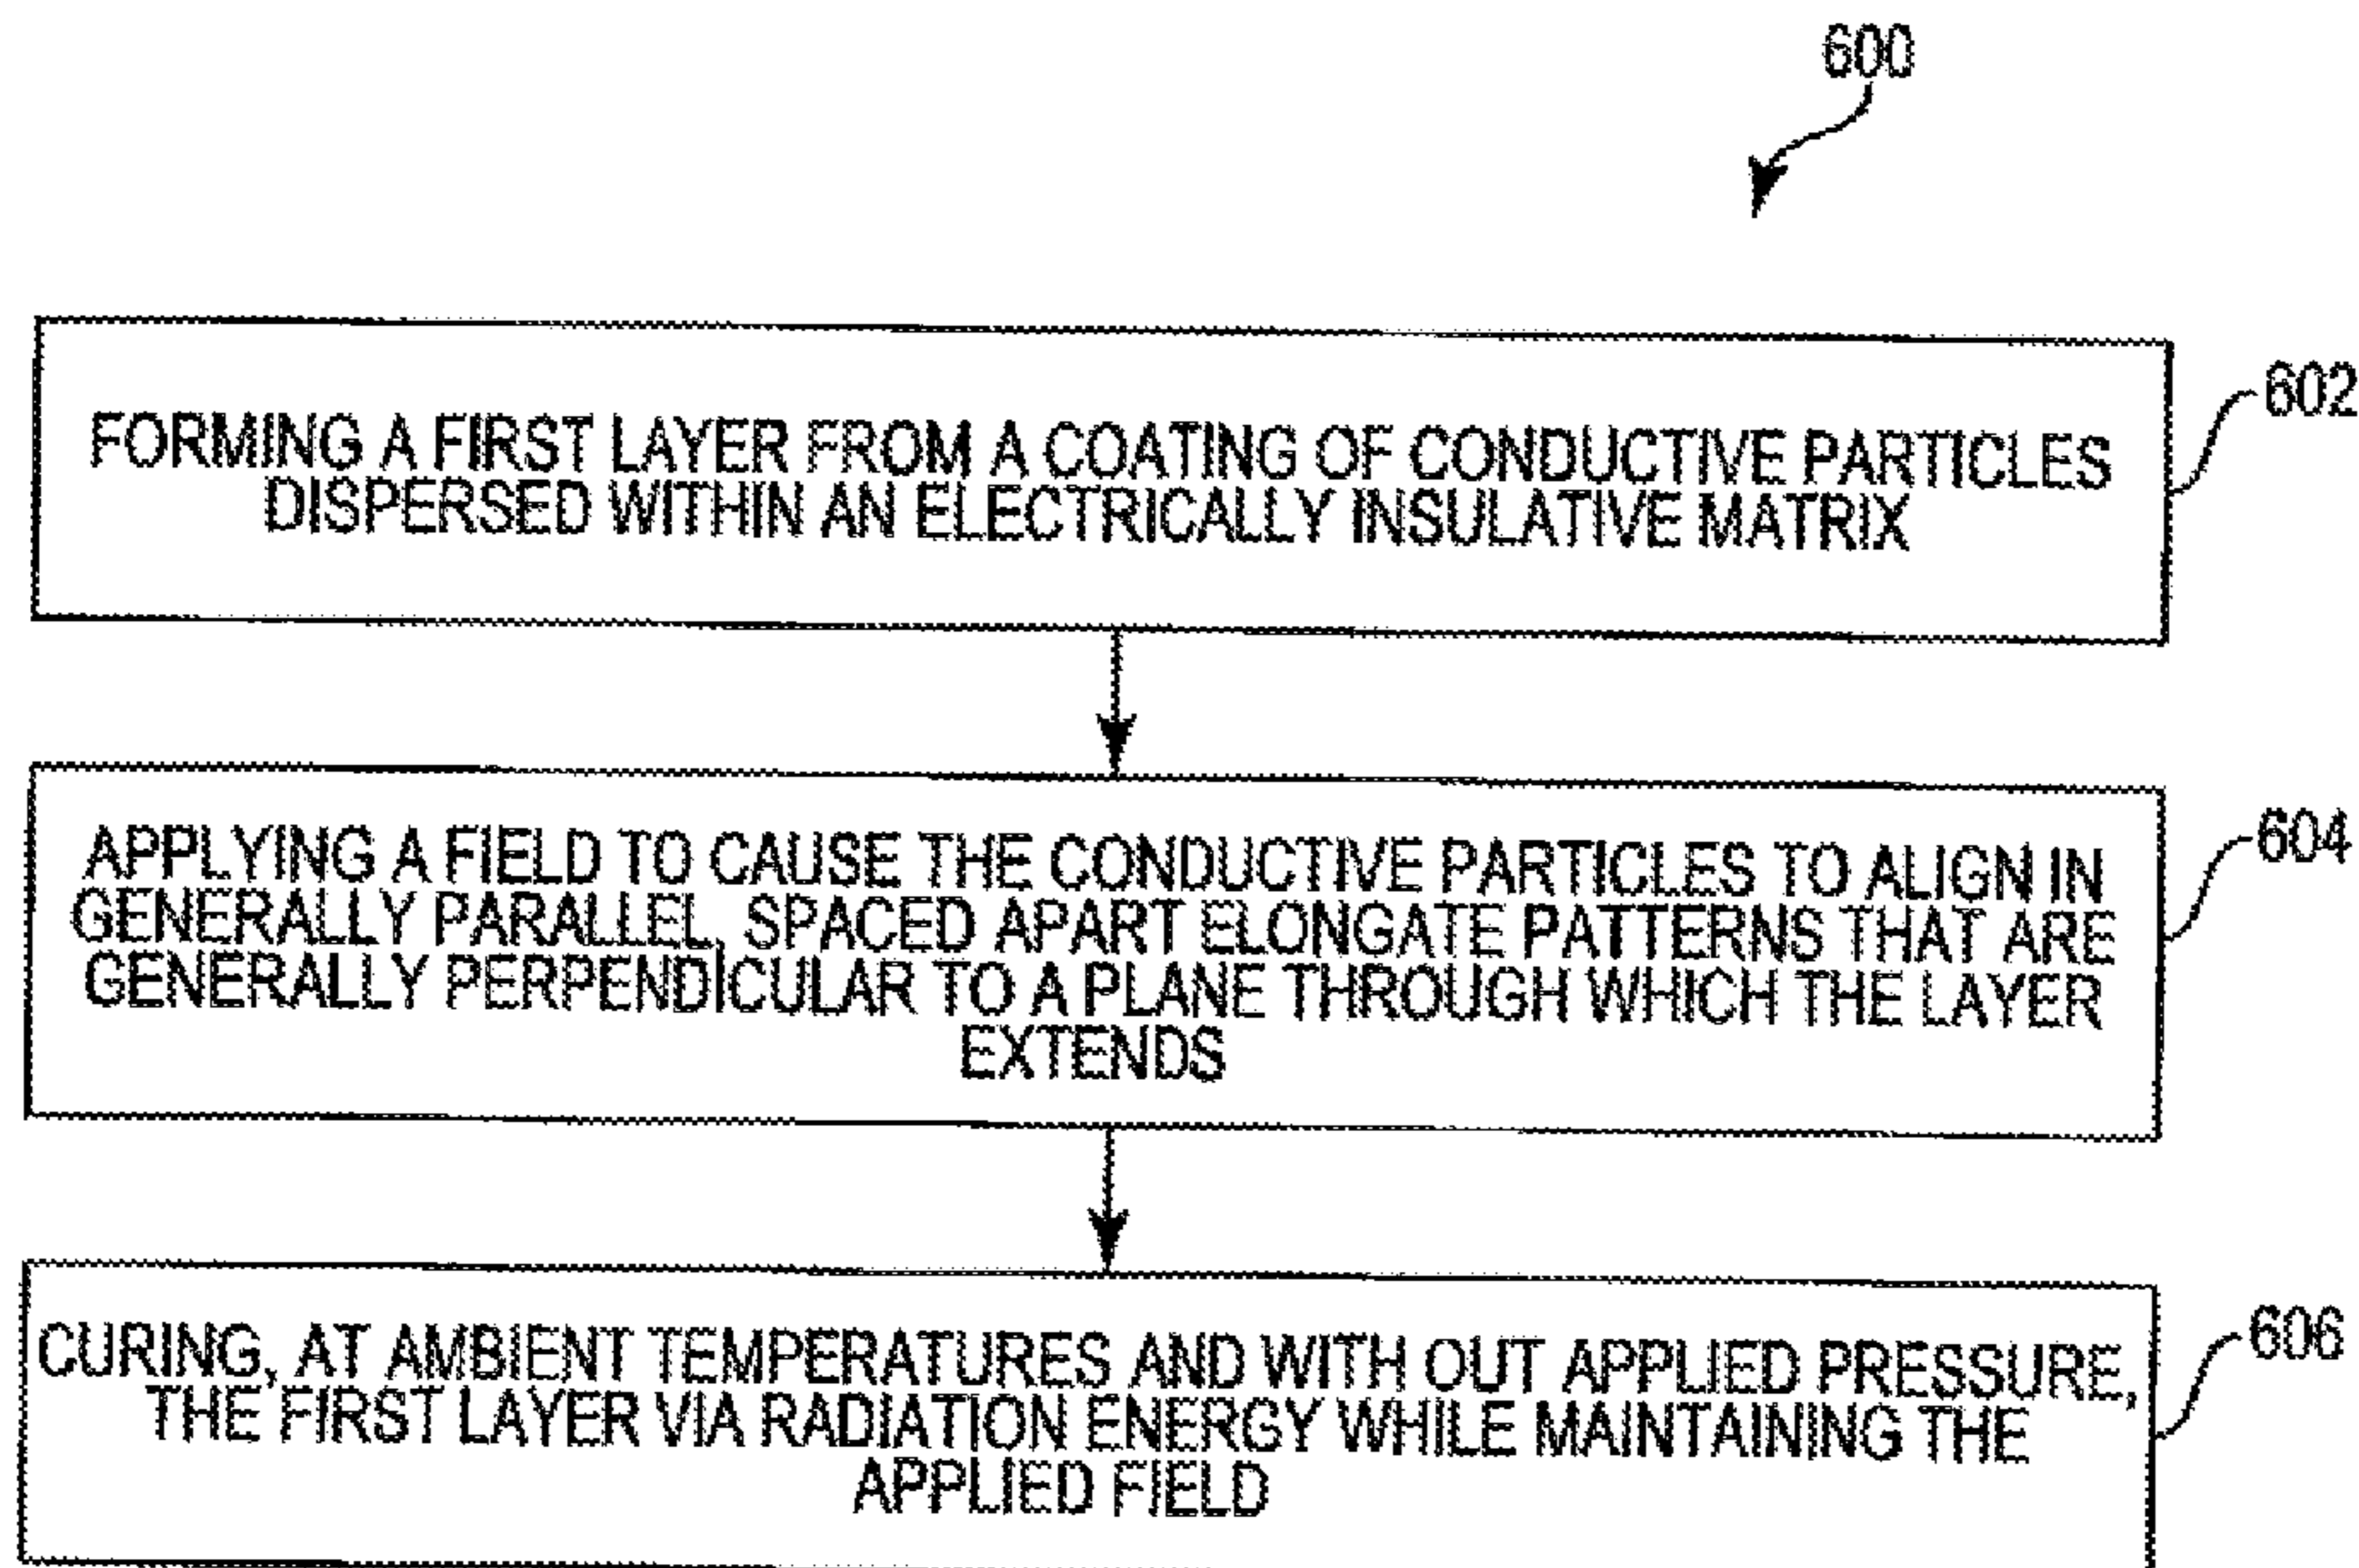 600
FORMING A FIRST LAYER FROM A COATING OF CONDUCTIVE PARTICLES
DISPERSED WITHIN AN ELECTRICALLY INSULATIVE MATRIX
602
APPLYING A FIELD TO CAUSE THE CONDUCTIVE PARTICLES TO ALIGN IN
GENERALLY PARALLEL, SPACED APART ELONGATE PATTERNS THAT ARE
GENERALLY PERPENDICULAR TO A PLANE THROUGH WHICH THE LAYER
EXTENDS
604
CURING, AT AMBIENT TEMPERATURES AND WITH OUT APPLIED PRESSURE,
THE FIRST LAYER VIA RADIATION ENERGY WHILE MAINTAINING THE
APPLIED FIELD
606